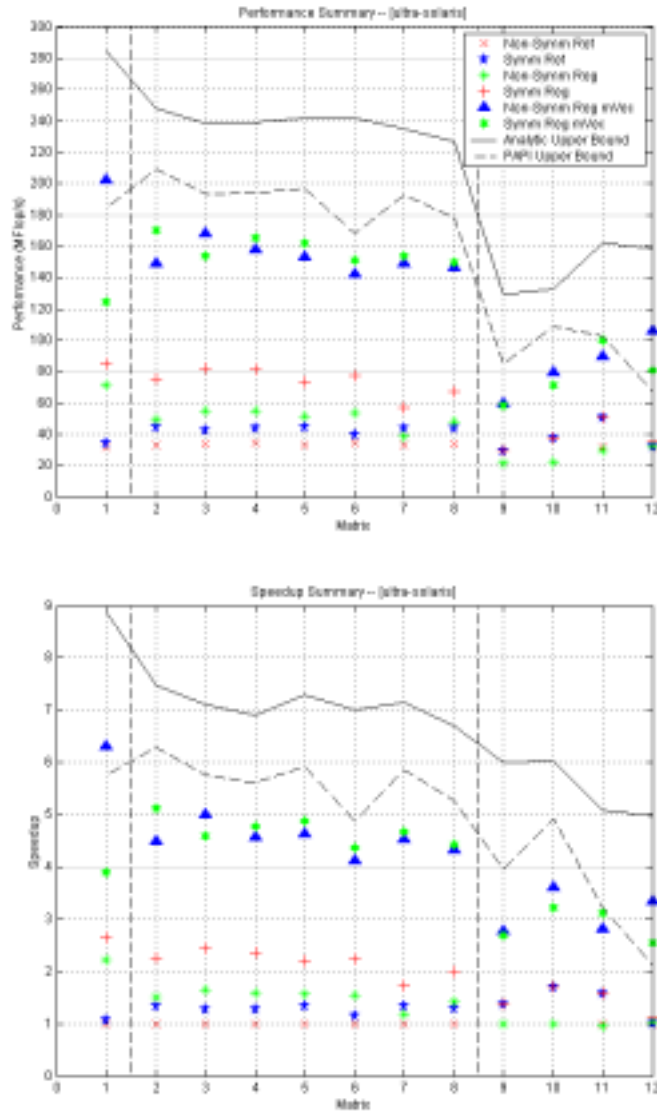 Performance Summary -- [ultra-solaris]
300
280
260
240
220
200
180
160
140
120
100
80
60
40
20
0
Performance (MFlop/s)
Non-Symm Ref
Symm Ref
Non-Symm Reg
Symm Reg
Non-Symm Reg mVec
Symm Reg mVec
Analytic Upper Bound
PAPI Upper Bound
0 1 2 3 4 5 6 7 8 9 10 11 12
Matrix
Speedup Summary -- [ultra-solaris]
9
8
7
6
5
4
3
2
1
0
Speedup
0 1 2 3 4 5 6 7 8 9 10 11 12
Matrix